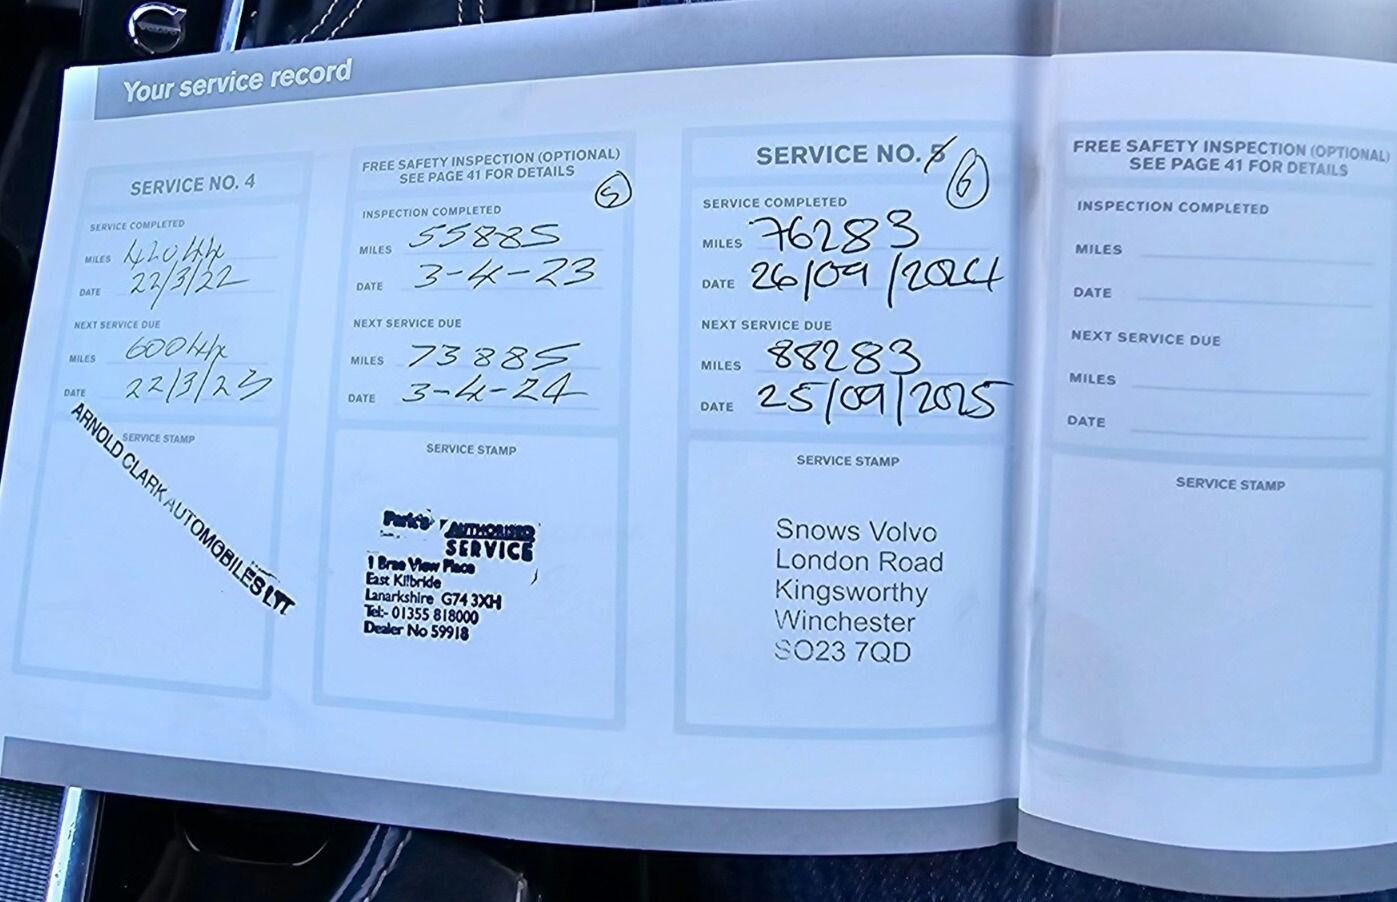 VOLVO
Your service record
SERVICE NO. 4
SERVICE COMPLETED
MILES 42044
DATE 22/3/22
NEXT SERVICE DUE
MILES 60044
DATE 22/3/23
SERVICE STAMP
ARNOLD CLARK AUTOMOBILES LTD
FREE SAFETY INSPECTION (OPTIONAL)
SEE PAGE 41 FOR DETAILS
5
INSPECTION COMPLETED
MILES 55885
DATE 3-4-23
NEXT SERVICE DUE
MILES 73885
DATE 3-4-24
SERVICE STAMP
Park's AUTHORISED
SERVICE
1 Brae View Place
East Kilbride
Lanarkshire G74 3XH
Tel:- 01355 818000
Dealer No 59918
SERVICE NO. 5 6
SERVICE COMPLETED
MILES 76283
DATE 26/09/2024
NEXT SERVICE DUE
MILES 88283
DATE 25/09/2025
SERVICE STAMP
Snows Volvo
London Road
Kingsworthy
Winchester
SO23 7QD
FREE SAFETY INSPECTION (OPTIONAL)
SEE PAGE 41 FOR DETAILS
INSPECTION COMPLETED
MILES
DATE
NEXT SERVICE DUE
MILES
DATE
SERVICE STAMP